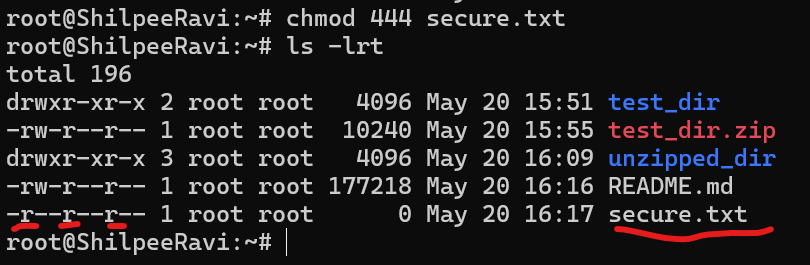 root@ShilpeeRavi:~# chmod 444 secure.txt
root@ShilpeeRavi:~# ls -lrt
total 196
drwxr-xr-x 2 root root   4096 May 20 15:51 test_dir
-rw-r--r-- 1 root root  10240 May 20 15:55 test_dir.zip
drwxr-xr-x 3 root root   4096 May 20 16:09 unzipped_dir
-rw-r--r-- 1 root root 177218 May 20 16:16 README.md
-r--r--r-- 1 root root      0 May 20 16:17 secure.txt
root@ShilpeeRavi:~#